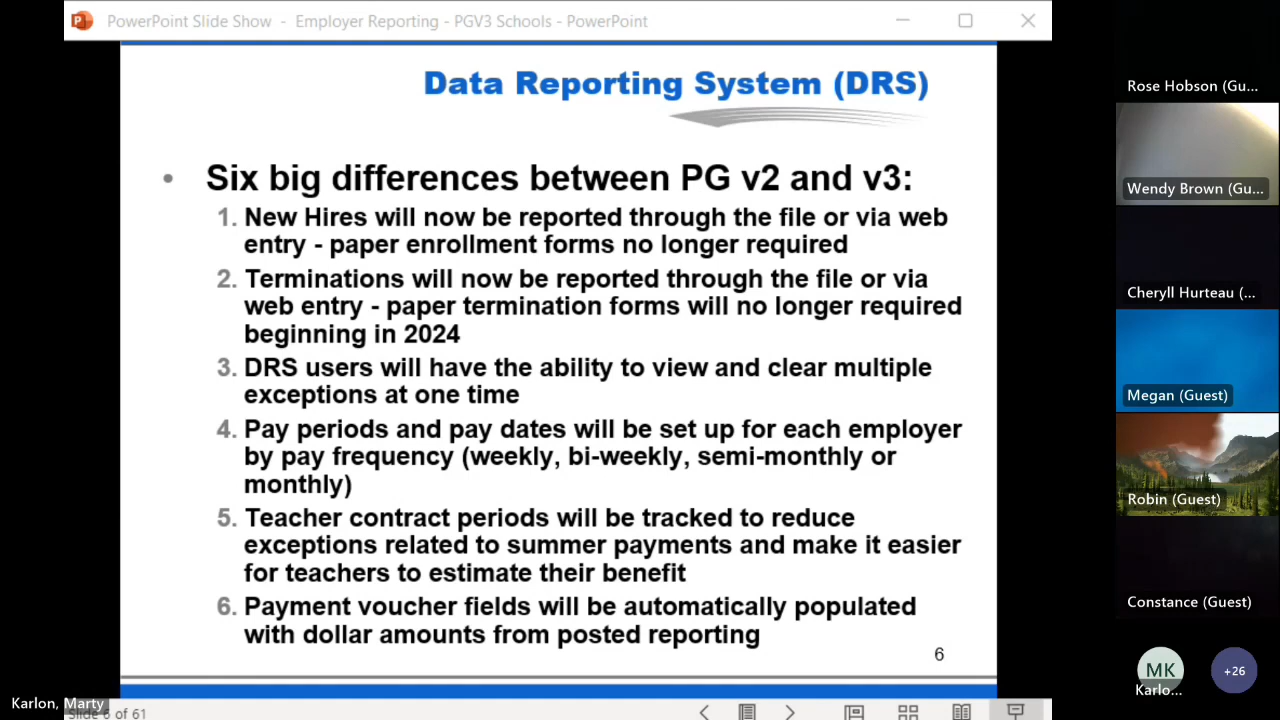 PowerPoint Slide Show - Employer Reporting - PGV3 Schools - PowerPoint
Data Reporting System (DRS)
• Six big differences between PG v2 and v3:
1. New Hires will now be reported through the file or via web
entry - paper enrollment forms no longer required
2. Terminations will now be reported through the file or via
web entry - paper termination forms will no longer required
beginning in 2024
3. DRS users will have the ability to view and clear multiple
exceptions at one time
4. Pay periods and pay dates will be set up for each employer
by pay frequency (weekly, bi-weekly, semi-monthly or
monthly)
5. Teacher contract periods will be tracked to reduce
exceptions related to summer payments and make it easier
for teachers to estimate their benefit
6. Payment voucher fields will be automatically populated
with dollar amounts from posted reporting
6
Slide 6 of 61
Karlon, Marty
Rose Hobson (Gu...
Wendy Brown (Gu...
Cheryll Hurteau (...
Megan (Guest)
Robin (Guest)
Constance (Guest)
MK
Karlo...
+26